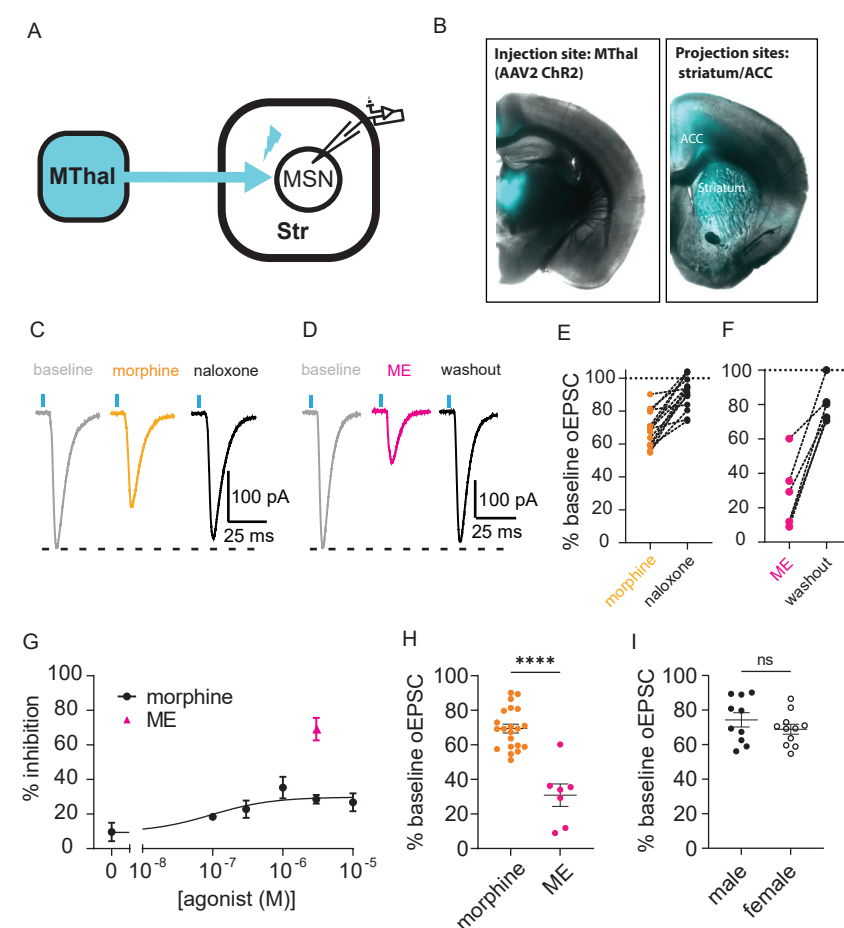 A
MThal
MSN
Str
B
Injection site: MThal
(AAV2 ChR2)
Projection sites:
striatum/ACC
ACC
Striatum
C
baseline
morphine
naloxone
100 pA
25 ms
D
baseline
ME
washout
100 pA
25 ms
E
% baseline oEPSC
100
80
60
40
20
0
morphine
naloxone
F
100
80
60
40
20
0
ME
washout
G
% inhibition
100
80
60
40
20
0
morphine
ME
0 10-8 10-7 10-6 10-5
[agonist (M)]
H
% baseline oEPSC
100
80
60
40
20
0
****
morphine
ME
I
% baseline oEPSC
100
80
60
40
20
0
ns
male
female